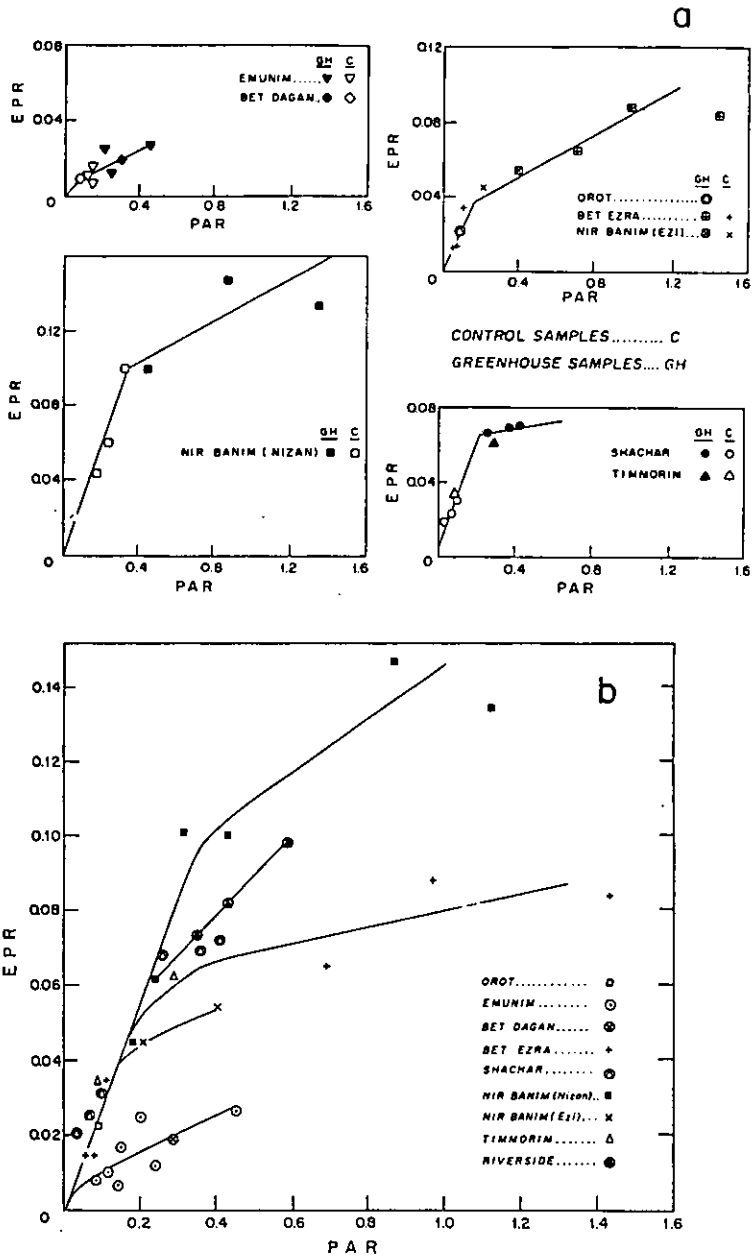 a
0.08
0.04
0
EPR
GH C
EMUNIM......
BET DAGAN..
0.4 0.8 1.2 1.6
PAR
0.12
0.08
0.04
0
EPR
GH C
OROT..........
BET EZRA......
NIR BANIM (EZI)...
0.4 0.8 1.2 1.6
PAR
0.12
0.08
0.04
0
EPR
GH C
NIR BANIM (NIZAN)
0.4 0.8 1.2 1.6
PAR
CONTROL SAMPLES.......... C
GREENHOUSE SAMPLES.... GH
0.08
0.04
0
EPR
GH C
SHACHAR
TIMMORIN
0.4 0.8 1.2 1.6
PAR
b
0.14
0.12
0.10
0.08
0.06
0.04
0.02
0
EPR
OROT............
EMUNIM........
BET DAGAN......
BET EZRA.......
SHACHAR........
NIR BANIM (Nizan)..
NIR BANIM (Ezi)...
TIMMORIM.......
RIVERSIDE.......
0.2 0.4 0.6 0.8 1.0 1.2 1.4 1.6
PAR